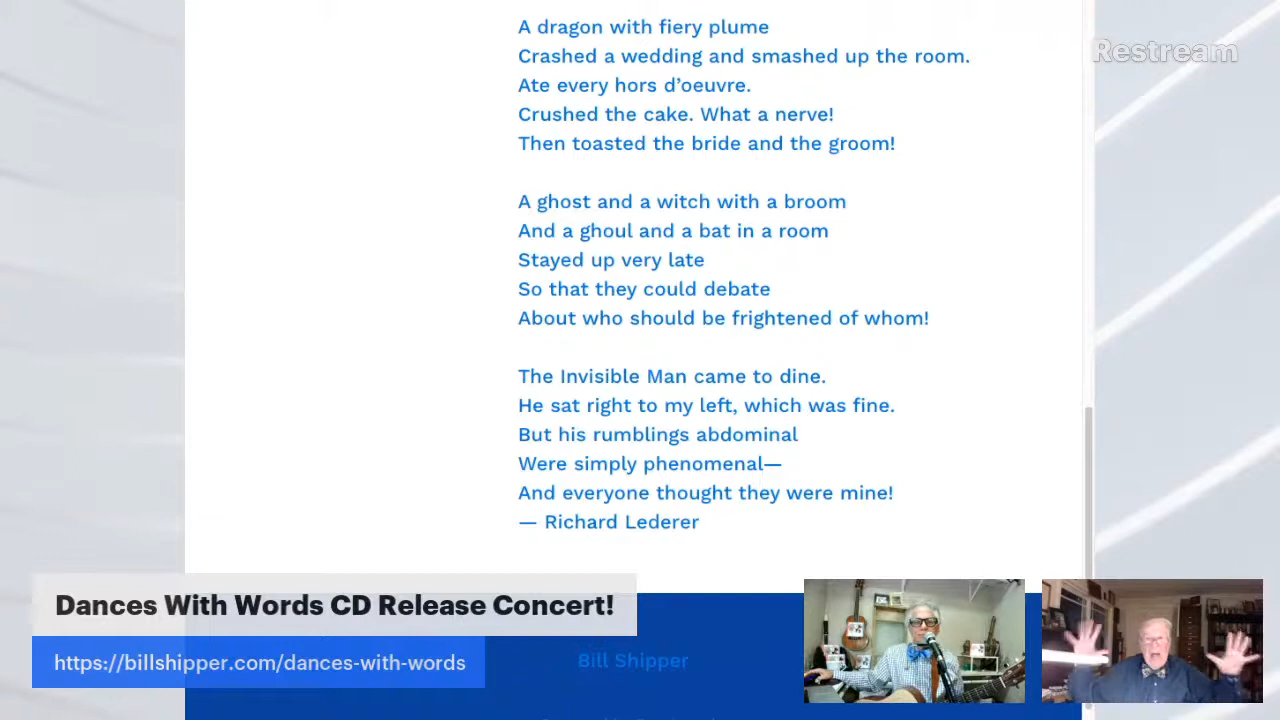 A dragon with fiery plume
Crashed a wedding and smashed up the room.
Ate every hors d’oeuvre.
Crushed the cake. What a nerve!
Then toasted the bride and the groom!
A ghost and a witch with a broom
And a ghoul and a bat in a room
Stayed up very late
So that they could debate
About who should be frightened of whom!
The Invisible Man came to dine.
He sat right to my left, which was fine.
But his rumblings abdominal
Were simply phenomenal—
And everyone thought they were mine!
— Richard Lederer
Restream
Dances With Words CD Release Concert!
https://billshipper.com/dances-with-words
Bill Shipper